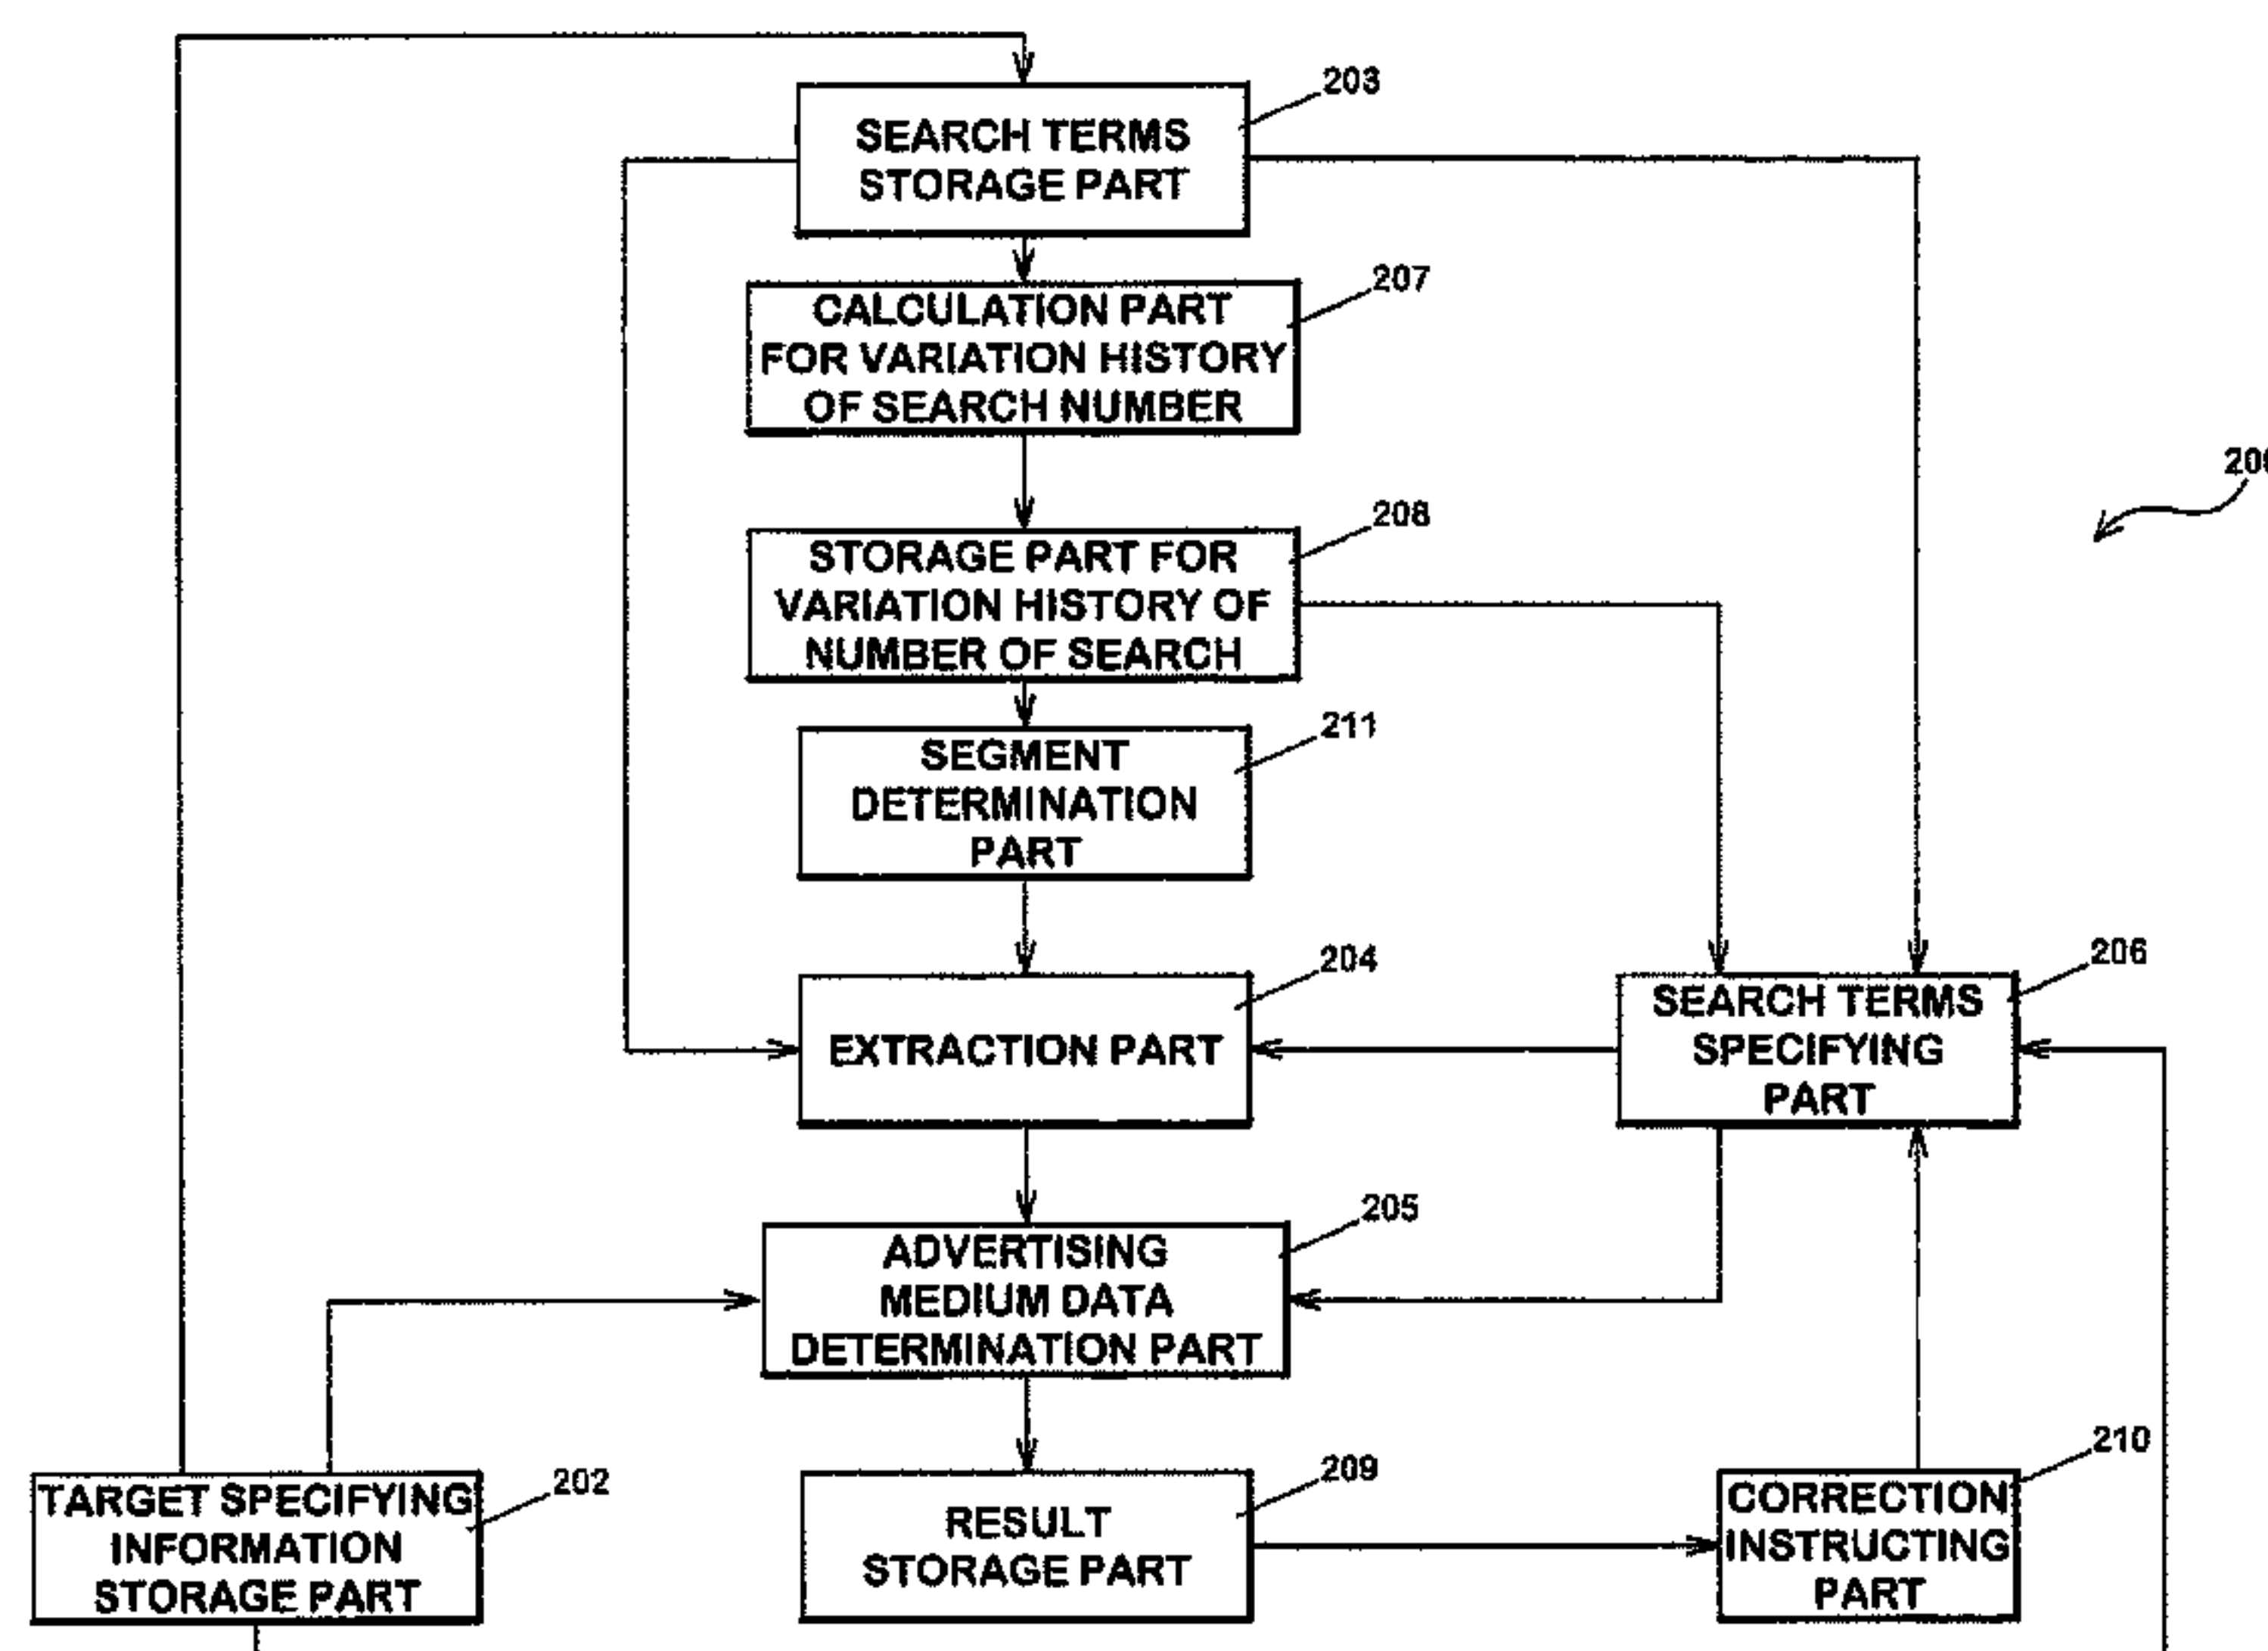 203
SEARCH TERMS
STORAGE PART
207
CALCULATION PART
FOR VARIATION HISTORY
OF SEARCH NUMBER
208
STORAGE PART FOR
VARIATION HISTORY OF
NUMBER OF SEARCH
211
SEGMENT
DETERMINATION
PART
204
EXTRACTION PART
206
SEARCH TERMS
SPECIFYING
PART
205
ADVERTISING
MEDIUM DATA
DETERMINATION PART
202
TARGET SPECIFYING
INFORMATION
STORAGE PART
209
RESULT
STORAGE PART
210
CORRECTION
INSTRUCTING
PART